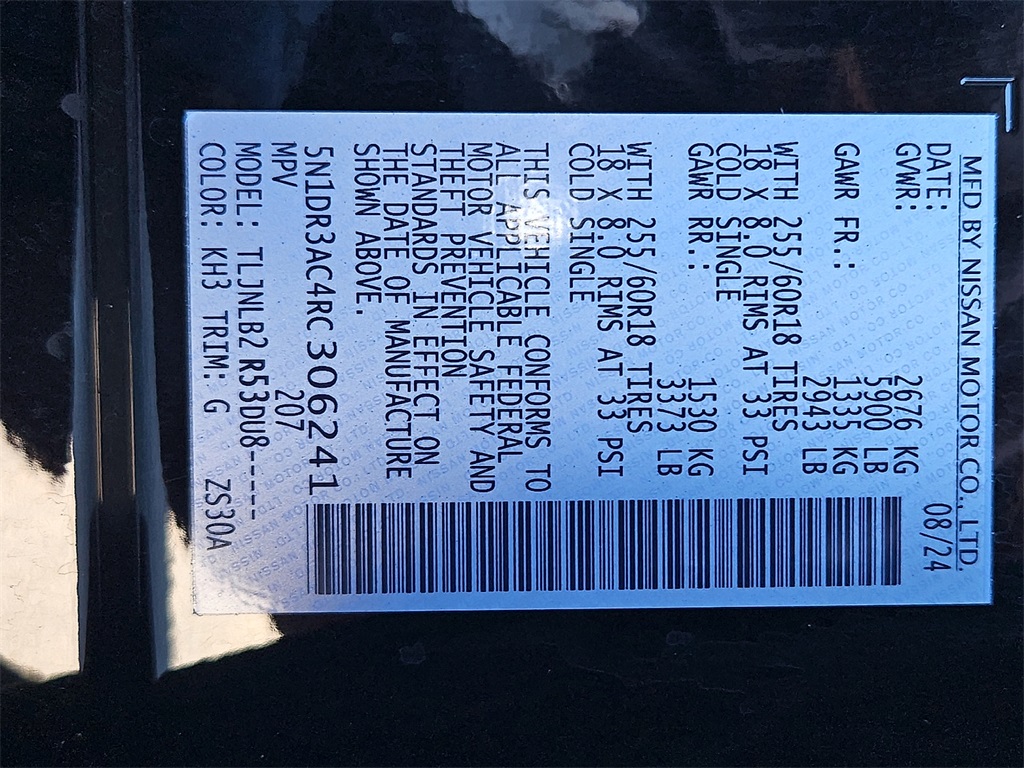 MFD BY NISSAN MOTOR CO., LTD.
DATE: 08/24
GVWR: 2676 KG
5900 LB
GAWR FR.: 1335 KG
2943 LB
WITH 255/60R18 TIRES
18 X 8.0 RIMS AT 33 PSI
COLD SINGLE
GAWR RR.: 1530 KG
3373 LB
WITH 255/60R18 TIRES
18 X 8.0 RIMS AT 33 PSI
COLD SINGLE
THIS VEHICLE CONFORMS TO
ALL APPLICABLE FEDERAL
MOTOR VEHICLE SAFETY AND
THEFT PREVENTION
STANDARDS IN EFFECT ON
THE DATE OF MANUFACTURE
SHOWN ABOVE.
5N1DR3AC4RC306241
MPV 207
MODEL: TLJNLB2 R53DU8----
COLOR: KH3 TRIM: G ZS30A